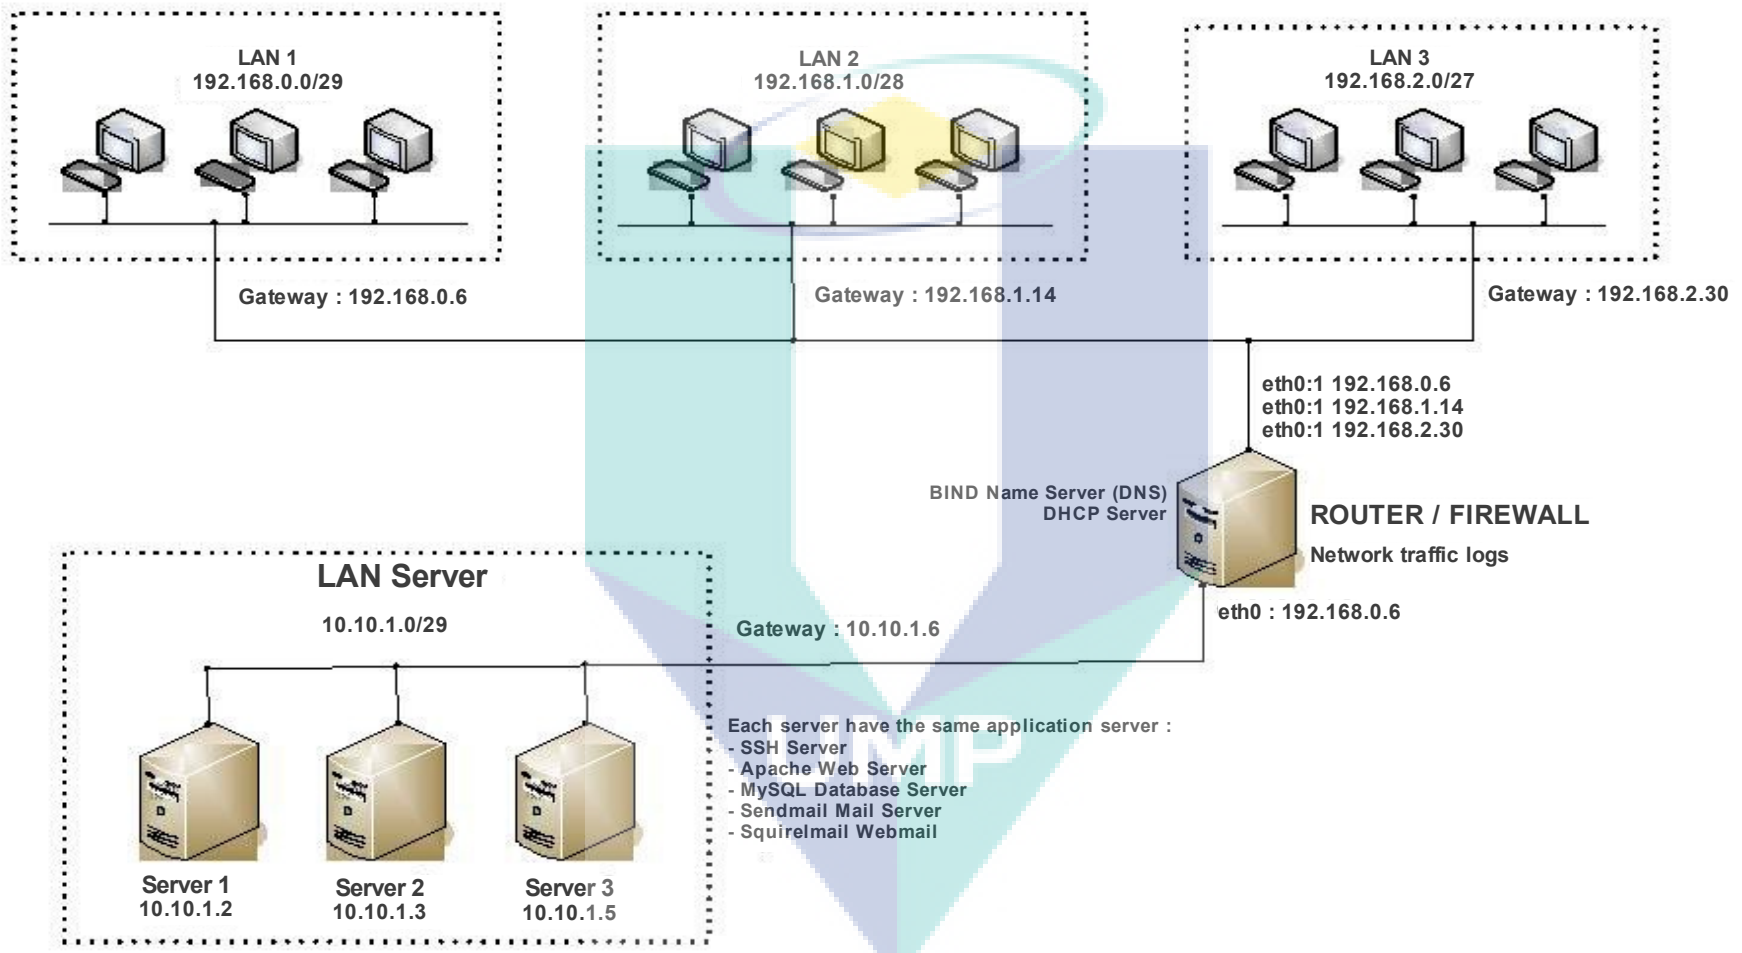 LAN 1
192.168.0.0/29
LAN 2
192.168.1.0/28
LAN 3
192.168.2.0/27
Gateway : 192.168.0.6
Gateway : 192.168.1.14
Gateway : 192.168.2.30
eth0:1 192.168.0.6
eth0:1 192.168.1.14
eth0:1 192.168.2.30
BIND Name Server (DNS)
DHCP Server
ROUTER / FIREWALL
Network traffic logs
eth0 : 192.168.0.6
LAN Server
10.10.1.0/29
Gateway : 10.10.1.6
Each server have the same application server :
- SSH Server
- Apache Web Server
- MySQL Database Server
- Sendmail Mail Server
- Squirelmail Webmail
UMP
Server 1
10.10.1.2
Server 2
10.10.1.3
Server 3
10.10.1.5